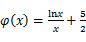 φ(x) = lnx/x + 5/2